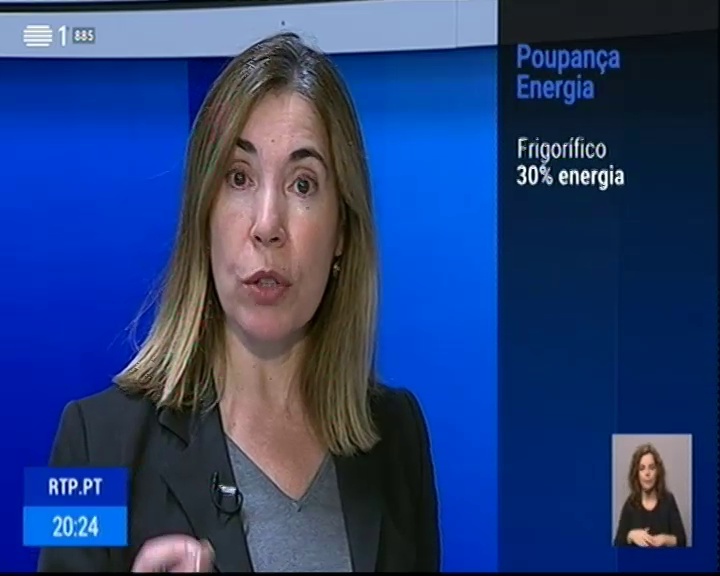 1 885
Poupança
Energia
Frigorífico
30% energia
RTP.PT
20:24